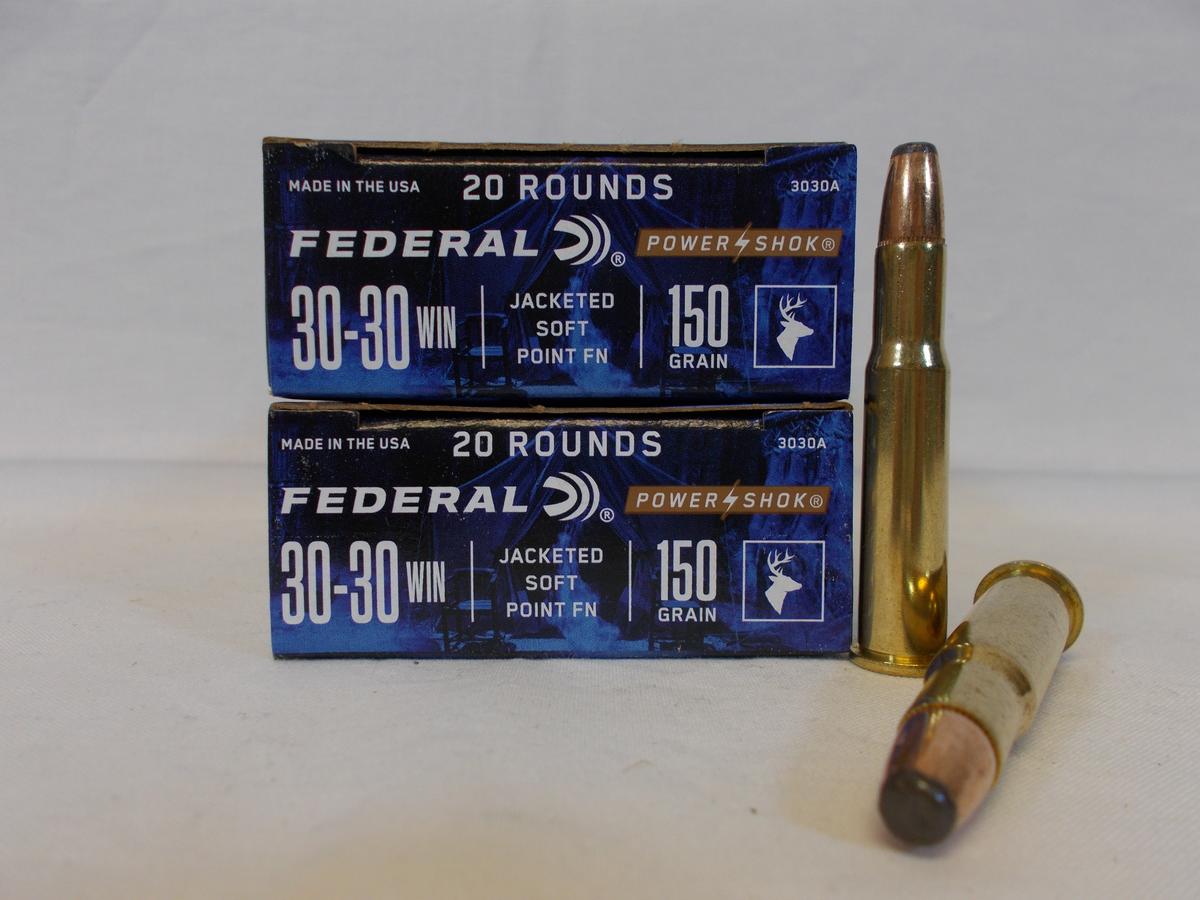 MADE IN THE USA 20 ROUNDS 3030A
FEDERAL ® POWER SHOK®
30-30 WIN JACKETED SOFT POINT FN 150 GRAIN
MADE IN THE USA 20 ROUNDS 3030A
FEDERAL ® POWER SHOK®
30-30 WIN JACKETED SOFT POINT FN 150 GRAIN